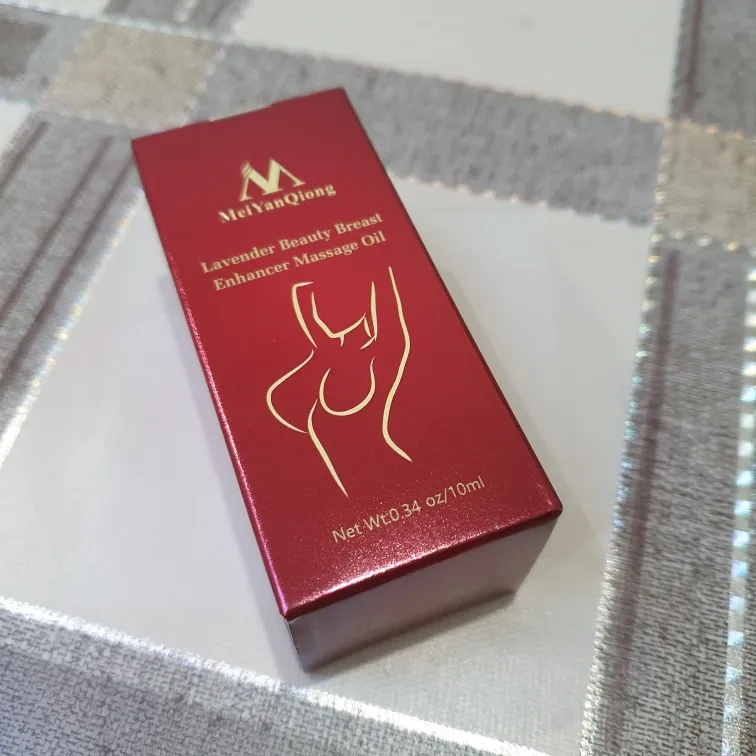 MeiYanQiong
Lavender Beauty Breast
Enhancer Massage Oil
Net Wt:0.34 oz/10ml